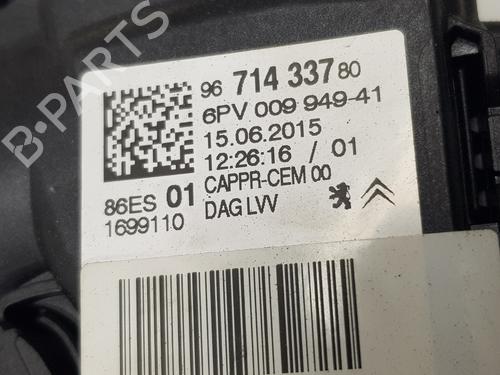 B-PARTS
96 714 337 80
6PV 009 949-41
15.06.2015
12:26:16 / 01
86ES 01 CAPPR-CEM 00
1699110 DAG LVV